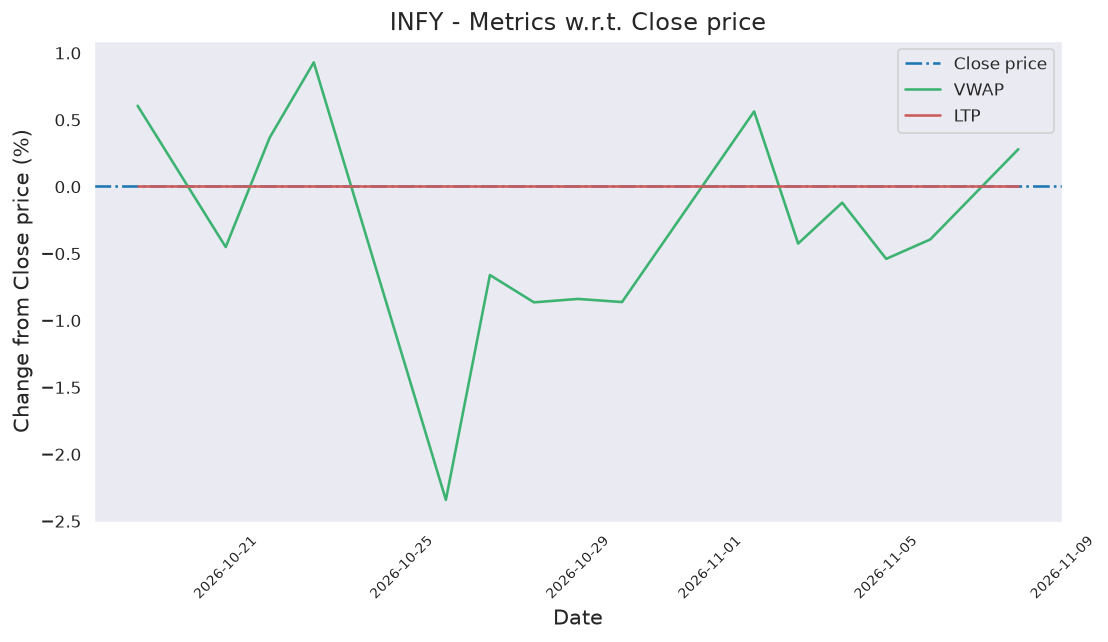 INFY - Metrics w.r.t. Close price
Close price
VWAP
LTP
Change from Close price (%)
1.0
0.5
0.0
−0.5
−1.0
−1.5
−2.0
−2.5
2026-10-21
2026-10-25
2026-10-29
2026-11-01
2026-11-05
2026-11-09
Date